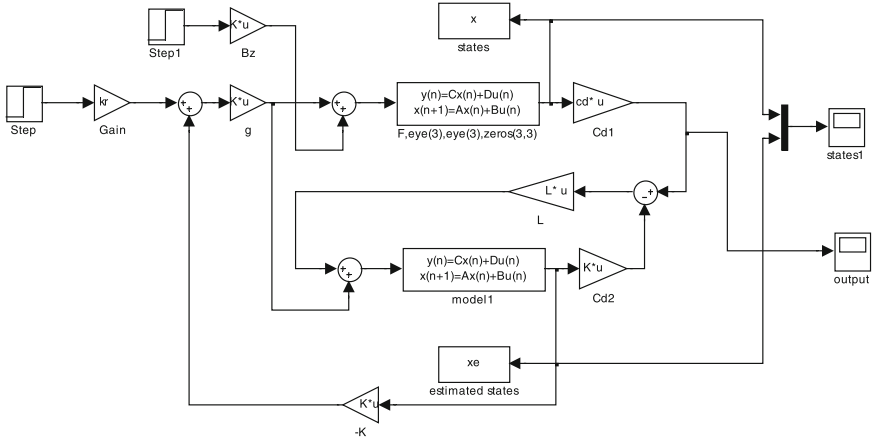 x
states
K*u
Step1
Bz
kr
Step
Gain
+
+
K*u
g
+
+
y(n)=Cx(n)+Du(n)
x(n+1)=Ax(n)+Bu(n)
F,eye(3),eye(3),zeros(3,3)
cd* u
Cd1
states1
L* u
L
+
−
+
+
y(n)=Cx(n)+Du(n)
x(n+1)=Ax(n)+Bu(n)
model1
K*u
Cd2
output
xe
estimated states
K*u
-K